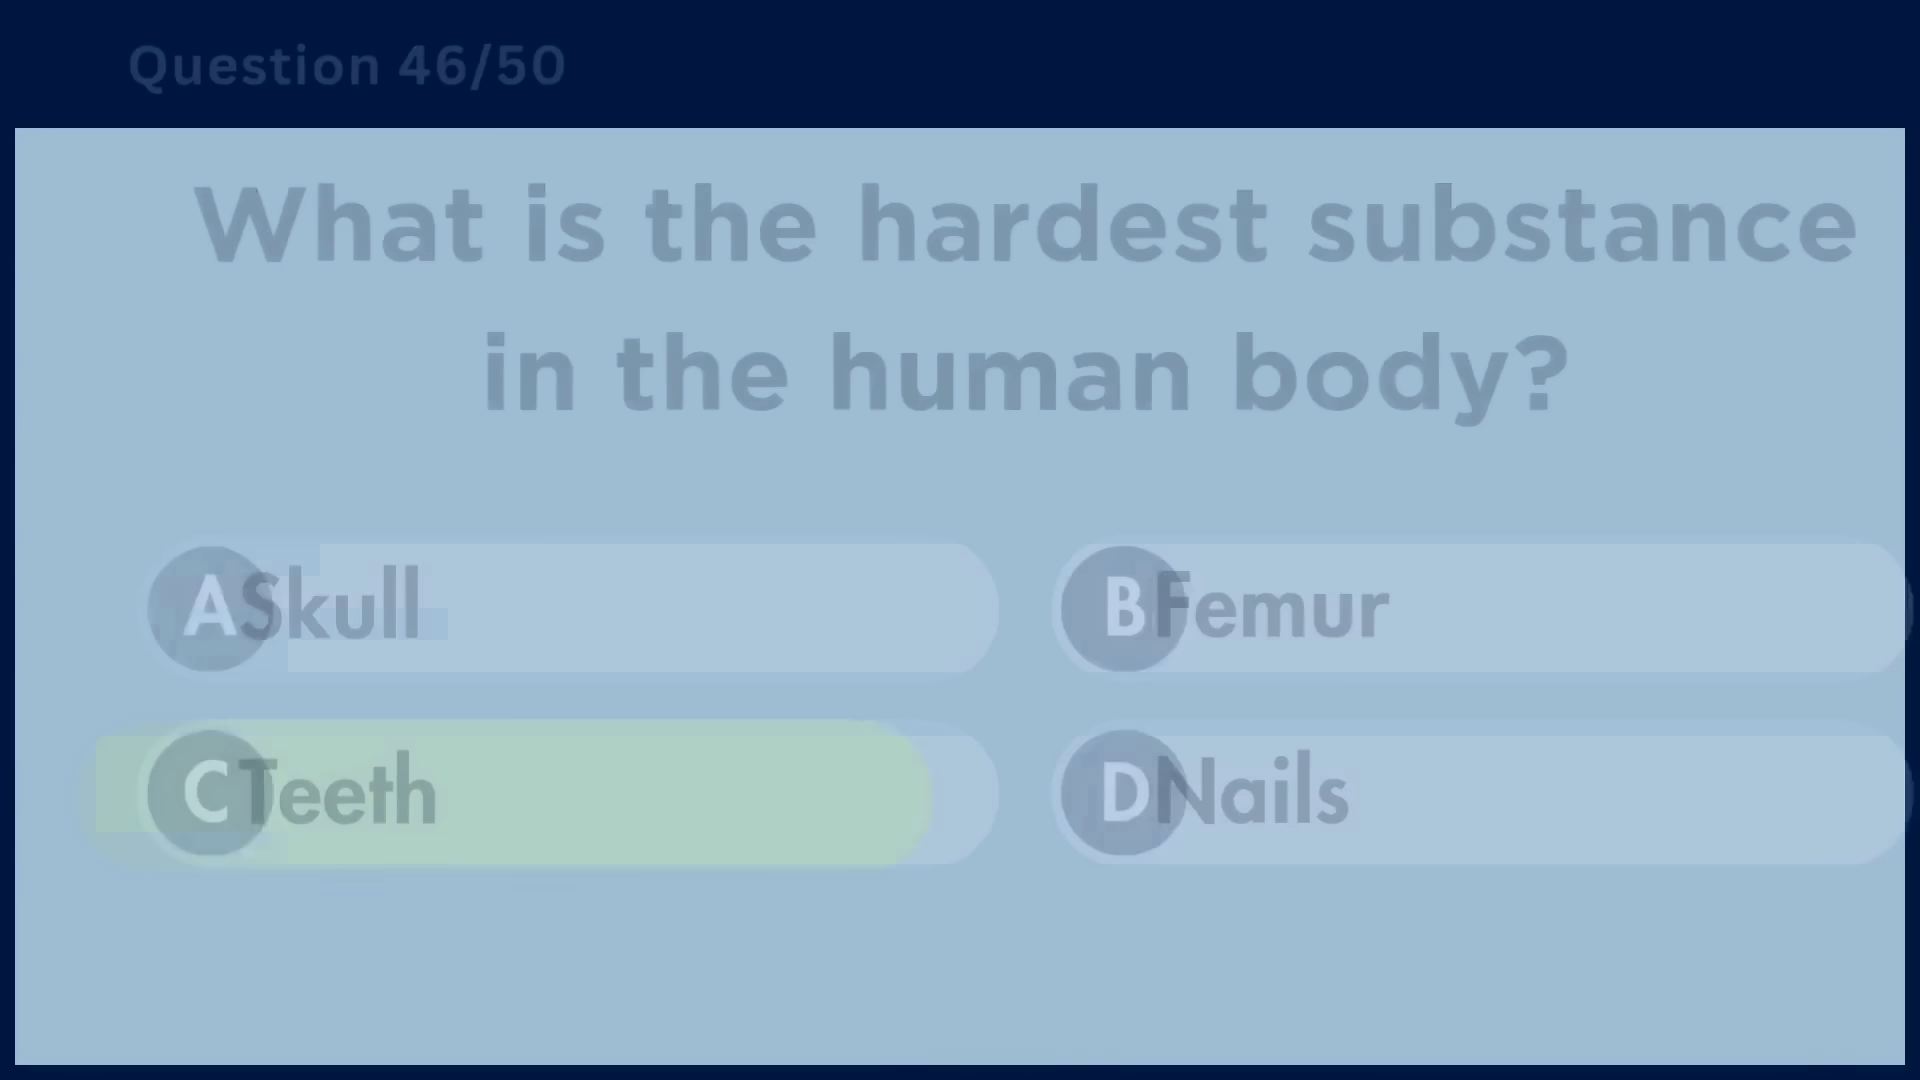 Question 46/50
What is the hardest substance
in the human body?
A Skull
B Femur
C Teeth
D Nails